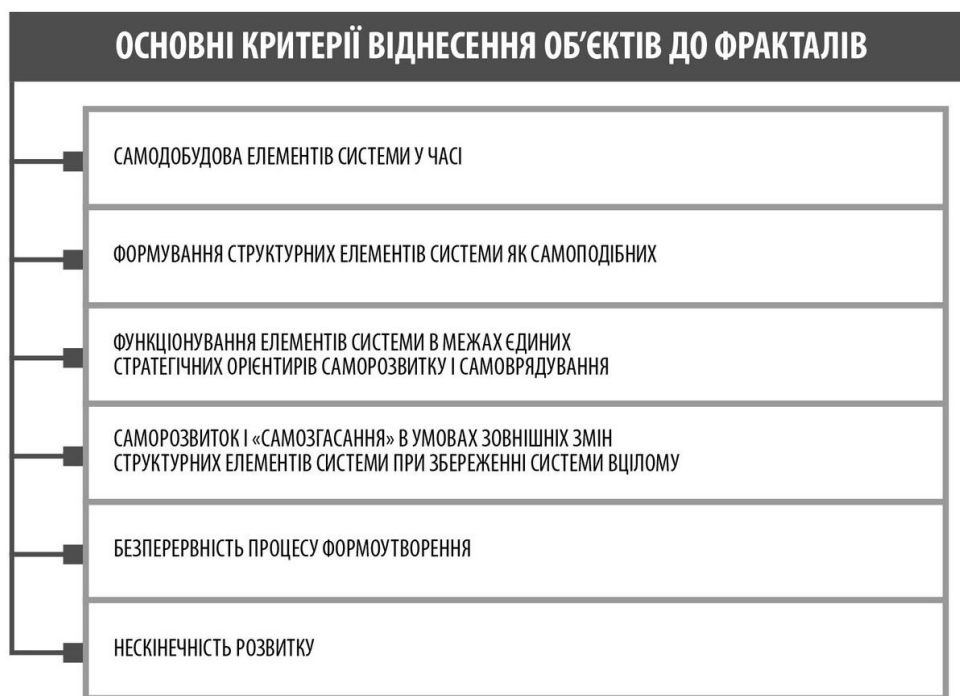 ОСНОВНІ КРИТЕРІЇ ВІДНЕСЕННЯ ОБ’ЄКТІВ ДО ФРАКТАЛІВ
САМОДОБУДОВА ЕЛЕМЕНТІВ СИСТЕМИ У ЧАСІ
ФОРМУВАННЯ СТРУКТУРНИХ ЕЛЕМЕНТІВ СИСТЕМИ ЯК САМОПОДІБНИХ
ФУНКЦІОНУВАННЯ ЕЛЕМЕНТІВ СИСТЕМИ В МЕЖАХ ЄДИНИХ
СТРАТЕГІЧНИХ ОРІЄНТИРІВ САМОРОЗВИТКУ І САМОВРЯДУВАННЯ
САМОРОЗВИТОК І «САМОЗГАСАННЯ» В УМОВАХ ЗОВНІШНІХ ЗМІН
СТРУКТУРНИХ ЕЛЕМЕНТІВ СИСТЕМИ ПРИ ЗБЕРЕЖЕННІ СИСТЕМИ ВЦІЛОМУ
БЕЗПЕРЕРВНІСТЬ ПРОЦЕСУ ФОРМОУТВОРЕННЯ
НЕСКІНЕЧНІСТЬ РОЗВИТКУ